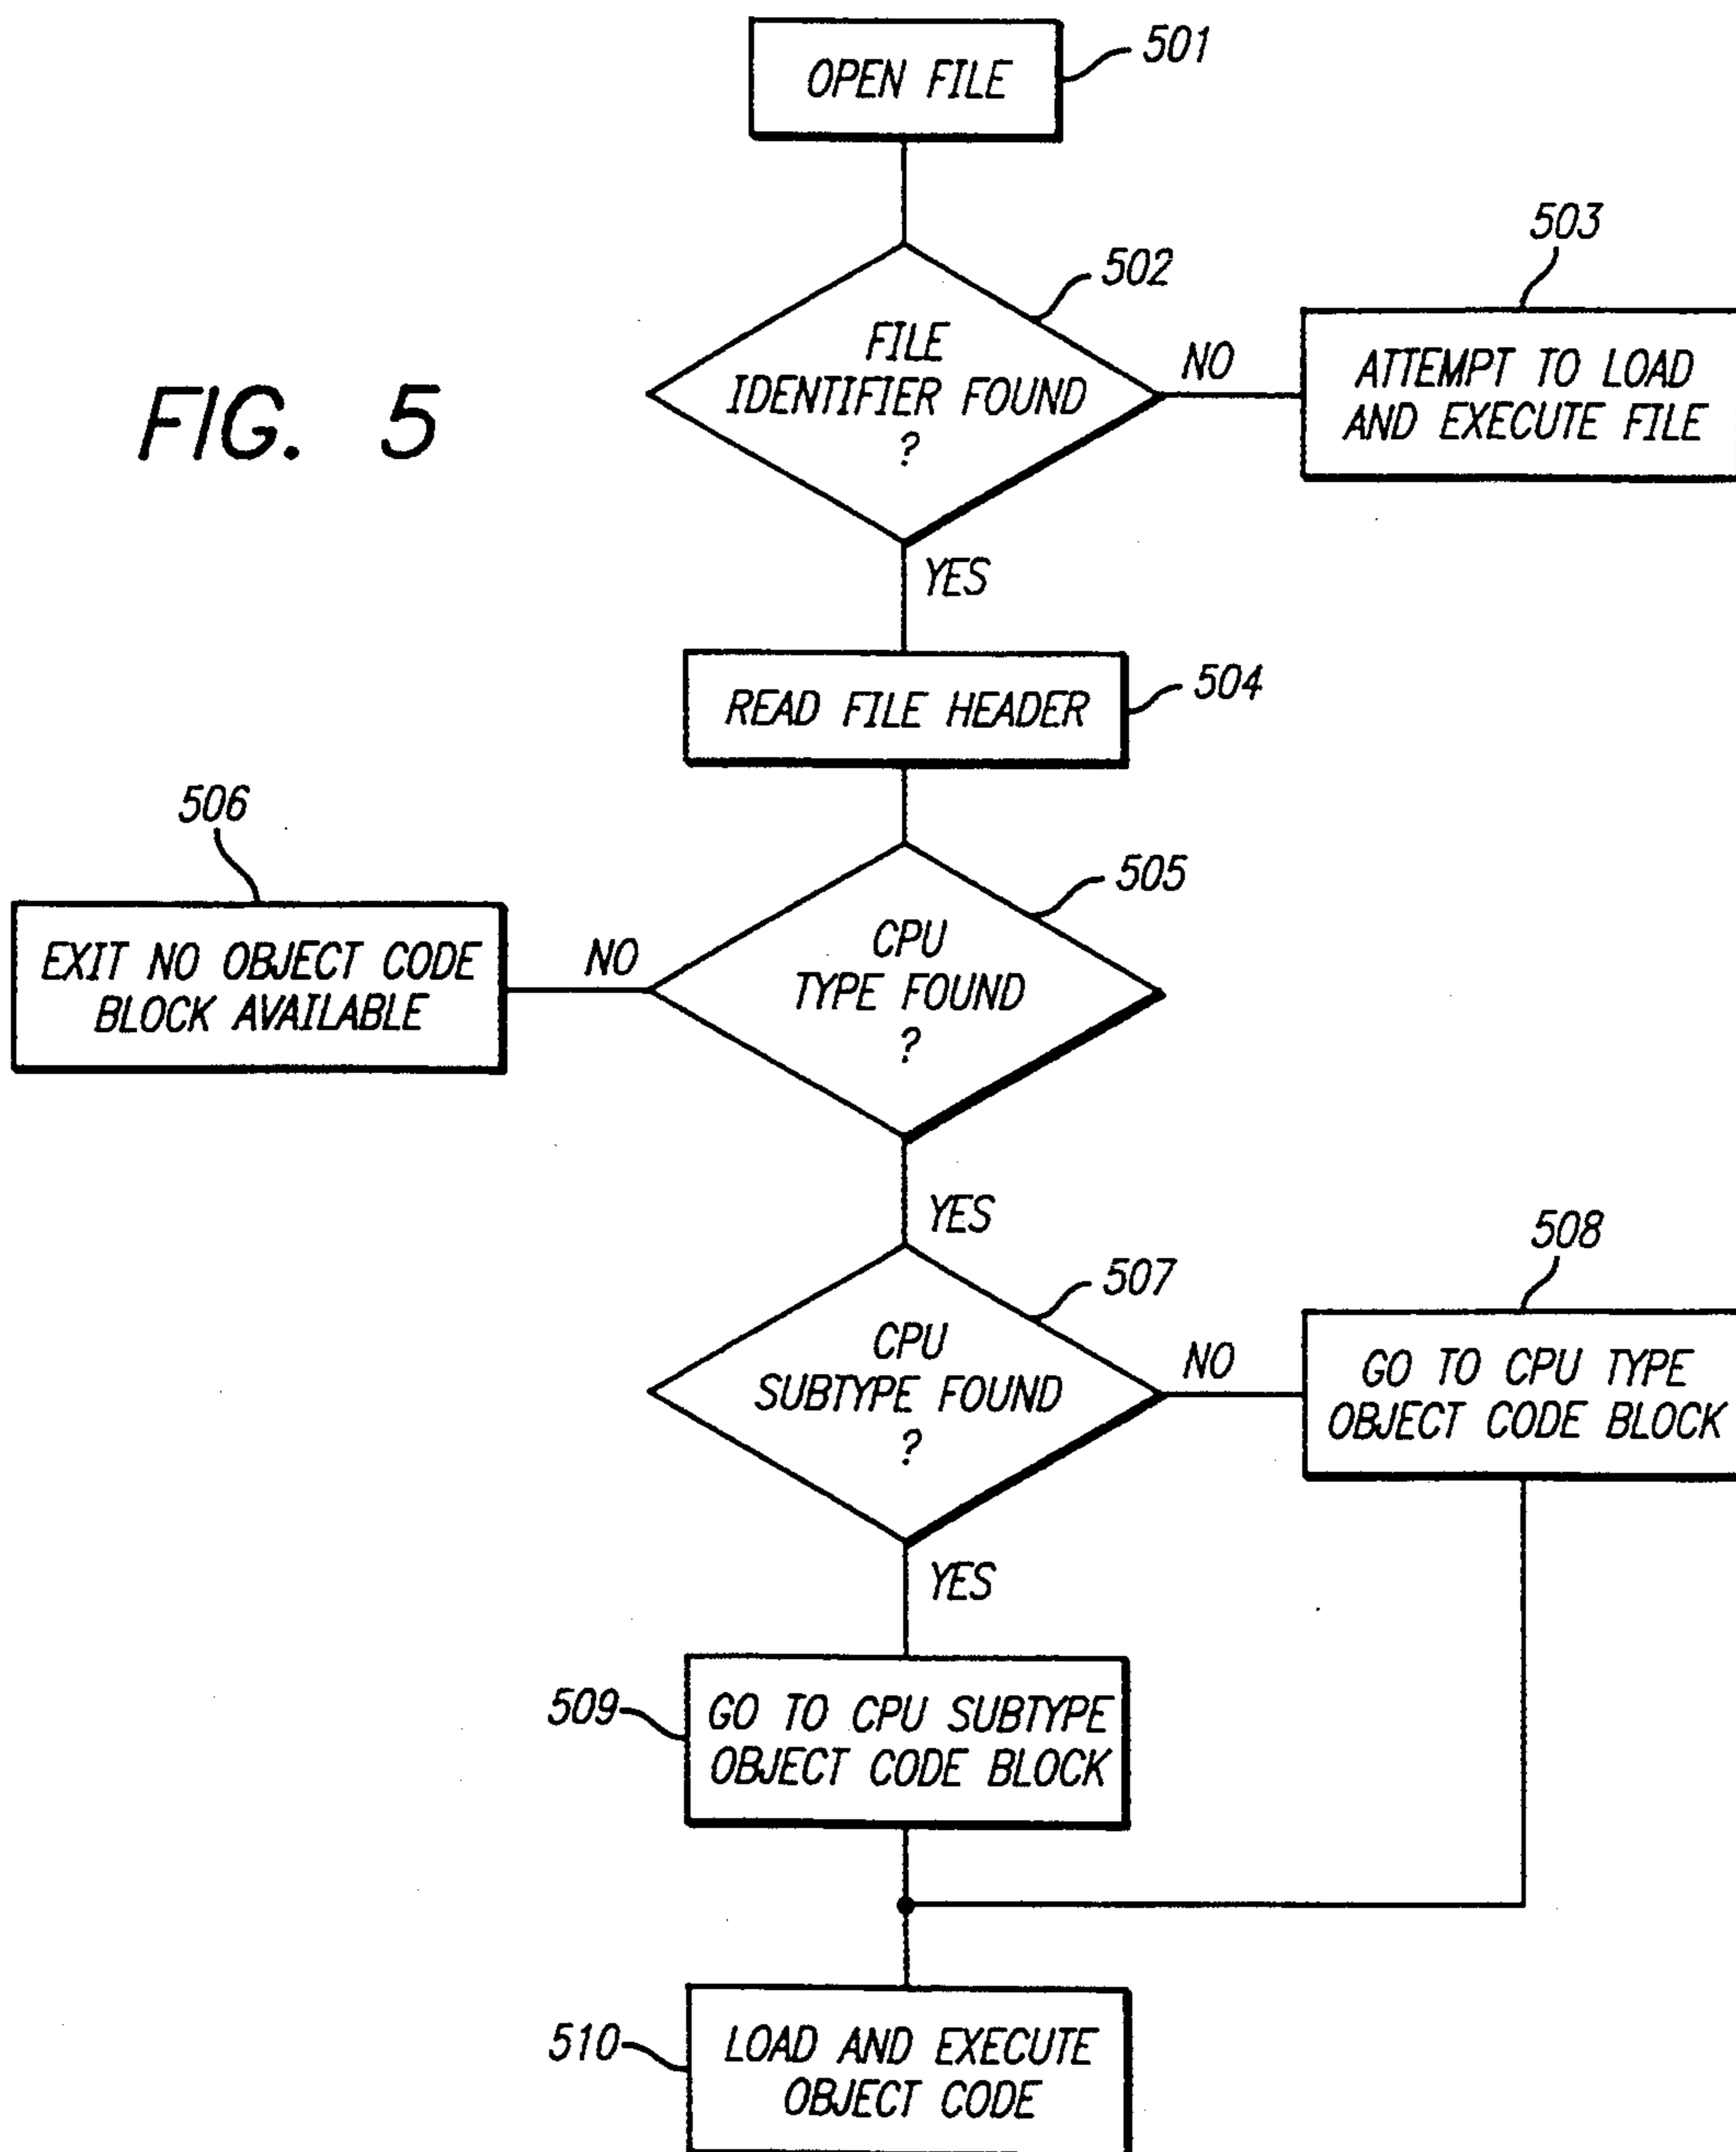 501
OPEN FILE
502
503
FILE
IDENTIFIER FOUND
?
NO
ATTEMPT TO LOAD
AND EXECUTE FILE
FIG. 5
YES
READ FILE HEADER
504
506
505
EXIT NO OBJECT CODE
BLOCK AVAILABLE
NO
CPU
TYPE FOUND
?
YES
507
508
CPU
SUBTYPE FOUND
?
NO
GO TO CPU TYPE
OBJECT CODE BLOCK
YES
509
GO TO CPU SUBTYPE
OBJECT CODE BLOCK
510
LOAD AND EXECUTE
OBJECT CODE